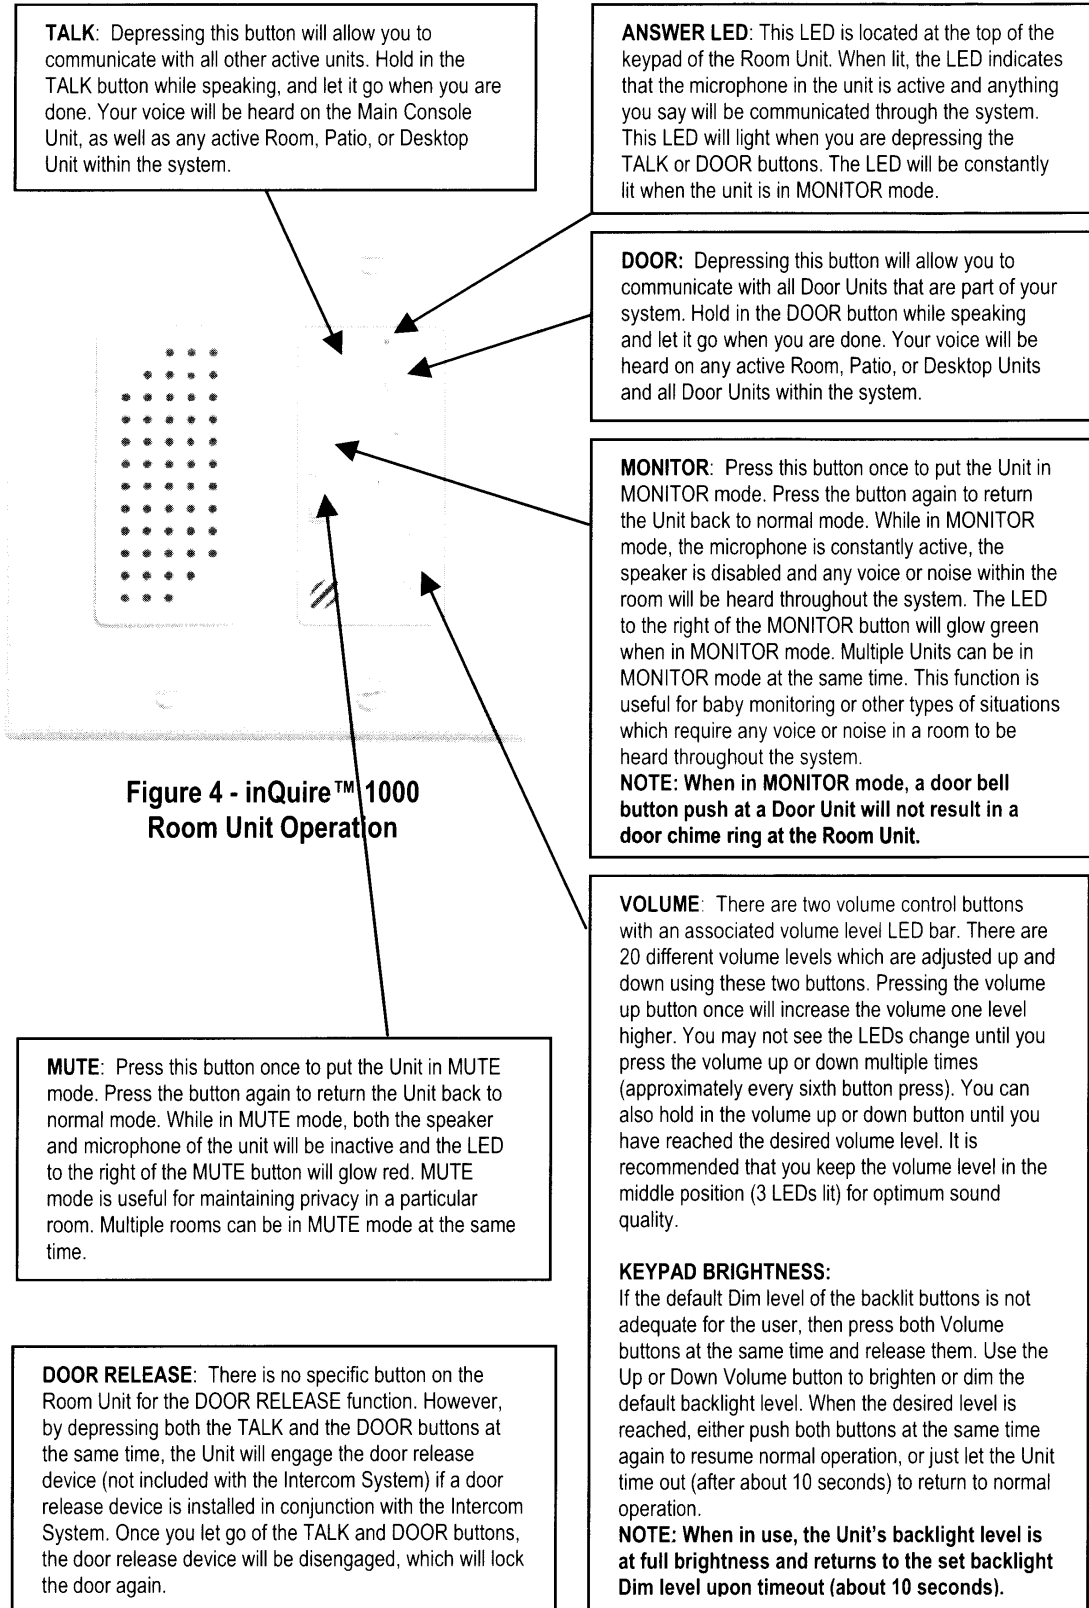 TALK: Depressing this button will allow you to
communicate with all other active units. Hold in the
TALK button while speaking, and let it go when you are
done. Your voice will be heard on the Main Console
Unit, as well as any active Room, Patio, or Desktop
Unit within the system.
ANSWER LED: This LED is located at the top of the
keypad of the Room Unit. When lit, the LED indicates
that the microphone in the unit is active and anything
you say will be communicated through the system.
This LED will light when you are depressing the
TALK or DOOR buttons. The LED will be constantly
lit when the unit is in MONITOR mode.
DOOR: Depressing this button will allow you to
communicate with all Door Units that are part of your
system. Hold in the DOOR button while speaking
and let it go when you are done. Your voice will be
heard on any active Room, Patio, or Desktop Units
and all Door Units within the system.
MONITOR: Press this button once to put the Unit in
MONITOR mode. Press the button again to return
the Unit back to normal mode. While in MONITOR
mode, the microphone is constantly active, the
speaker is disabled and any voice or noise within the
room will be heard throughout the system. The LED
to the right of the MONITOR button will glow green
when in MONITOR mode. Multiple Units can be in
MONITOR mode at the same time. This function is
useful for baby monitoring or other types of situations
which require any voice or noise in a room to be
heard throughout the system.
NOTE: When in MONITOR mode, a door bell
button push at a Door Unit will not result in a
door chime ring at the Room Unit.
Figure 4 - inQuire™ 1000
Room Unit Operation
VOLUME: There are two volume control buttons
with an associated volume level LED bar. There are
20 different volume levels which are adjusted up and
down using these two buttons. Pressing the volume
up button once will increase the volume one level
higher. You may not see the LEDs change until you
press the volume up or down multiple times
(approximately every sixth button press). You can
also hold in the volume up or down button until you
have reached the desired volume level. It is
recommended that you keep the volume level in the
middle position (3 LEDs lit) for optimum sound
quality.
KEYPAD BRIGHTNESS:
If the default Dim level of the backlit buttons is not
adequate for the user, then press both Volume
buttons at the same time and release them. Use the
Up or Down Volume button to brighten or dim the
default backlight level. When the desired level is
reached, either push both buttons at the same time
again to resume normal operation, or just let the Unit
time out (after about 10 seconds) to return to normal
operation.
NOTE: When in use, the Unit's backlight level is
at full brightness and returns to the set backlight
Dim level upon timeout (about 10 seconds).
MUTE: Press this button once to put the Unit in MUTE
mode. Press the button again to return the Unit back to
normal mode. While in MUTE mode, both the speaker
and microphone of the unit will be inactive and the LED
to the right of the MUTE button will glow red. MUTE
mode is useful for maintaining privacy in a particular
room. Multiple rooms can be in MUTE mode at the same
time.
DOOR RELEASE: There is no specific button on the
Room Unit for the DOOR RELEASE function. However,
by depressing both the TALK and the DOOR buttons at
the same time, the Unit will engage the door release
device (not included with the Intercom System) if a door
release device is installed in conjunction with the Intercom
System. Once you let go of the TALK and DOOR buttons,
the door release device will be disengaged, which will lock
the door again.